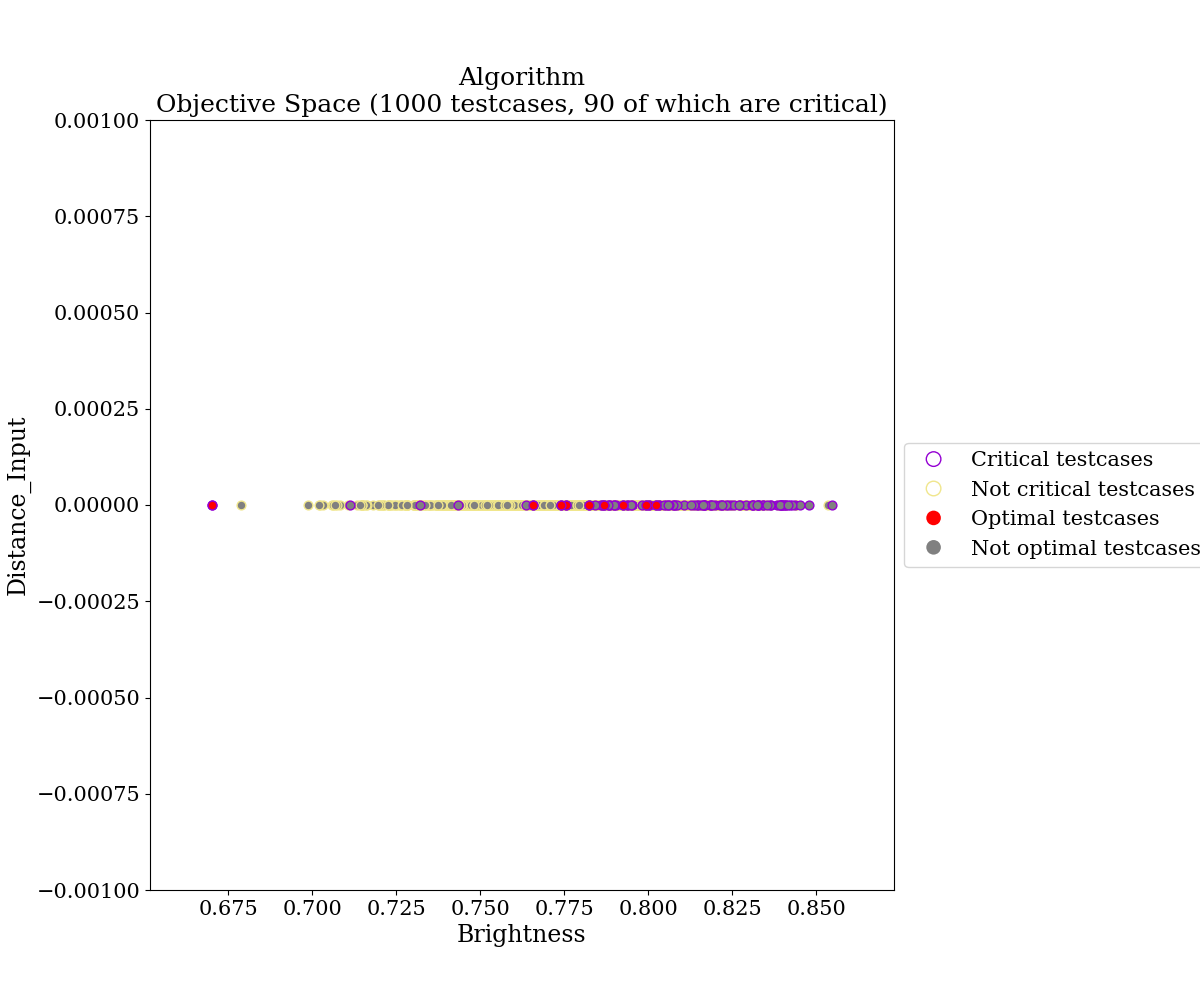 Algorithm
Objective Space (1000 testcases, 90 of which are critical)
0.00100
0.00075
0.00050
0.00025
0.00000
−0.00025
−0.00050
−0.00075
−0.00100
Distance_Input
0.675 0.700 0.725 0.750 0.775 0.800 0.825 0.850
Brightness
Critical testcases
Not critical testcases
Optimal testcases
Not optimal testcases